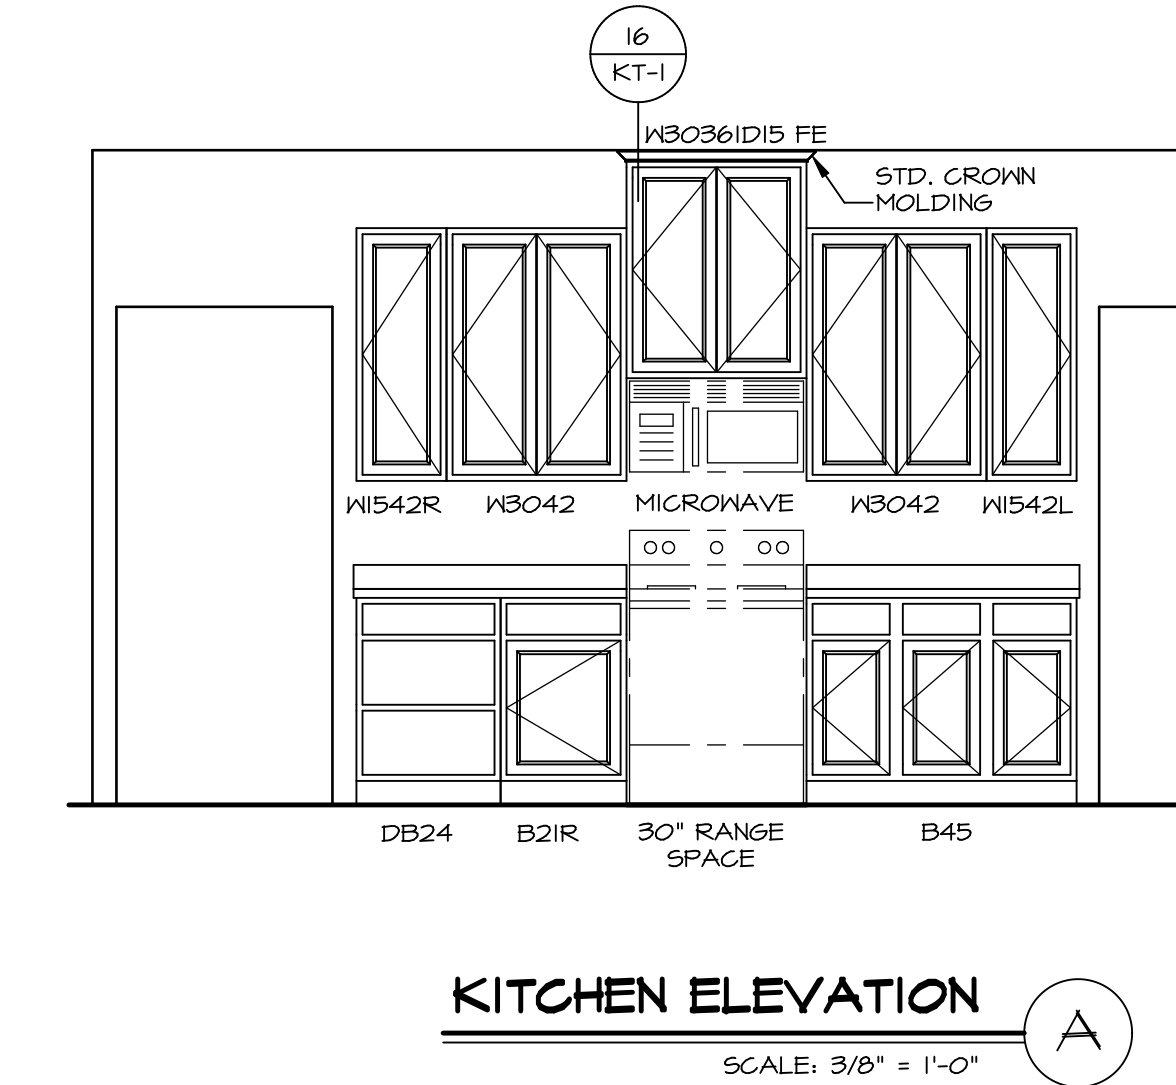 16
KT-1
W30361D15 FE
STD. CROWN
MOLDING
W1542R
W3042
MICROWAVE
W3042
W1542L
DB24
B21R
30" RANGE
SPACE
B45
KITCHEN ELEVATION
A
SCALE: 3/8" = 1'-0"